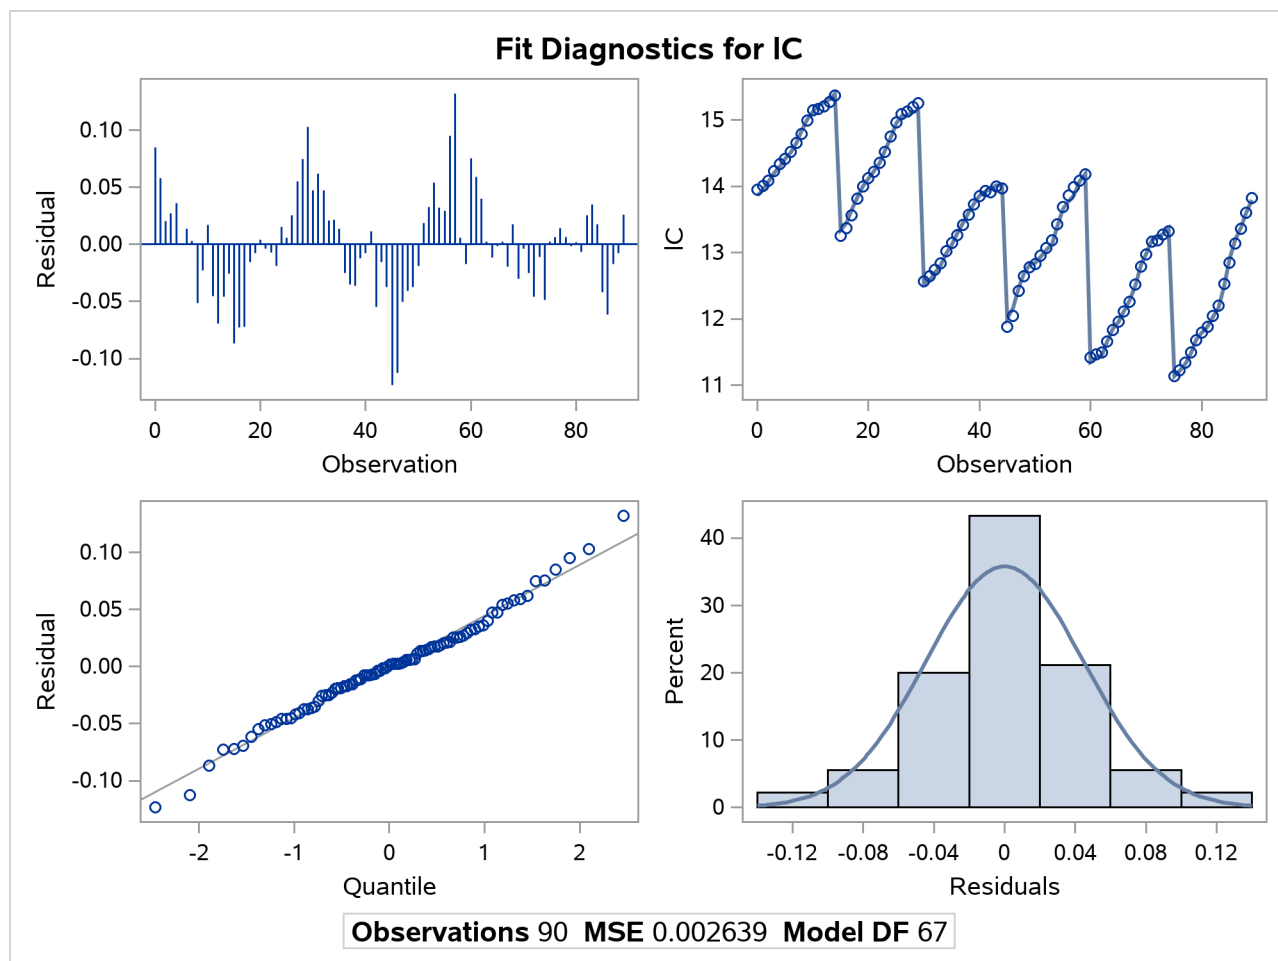 Fit Diagnostics for lC
0.10
0.05
0.00
-0.05
-0.10
Residual
0 20 40 60 80
Observation
15
14
13
12
11
lC
0 20 40 60 80
Observation
0.10
0.05
0.00
-0.05
-0.10
Residual
-2 -1 0 1 2
Quantile
40
30
20
10
0
Percent
-0.12 -0.08 -0.04 0 0.04 0.08 0.12
Residuals
Observations 90 MSE 0.002639 Model DF 67